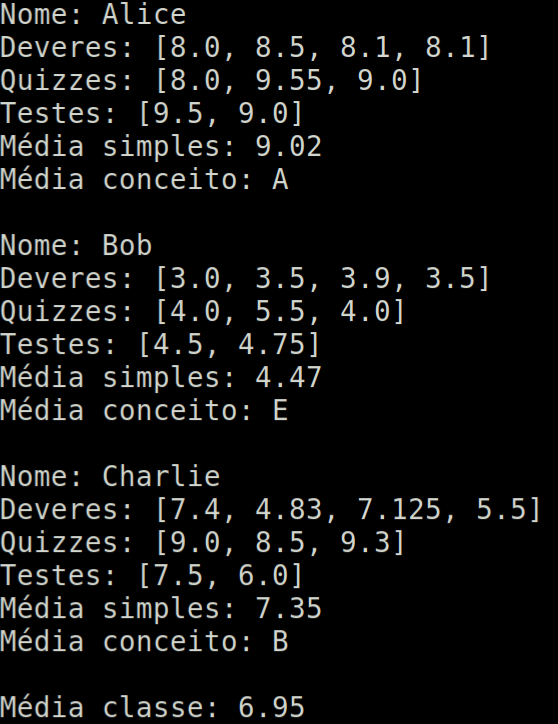 Nome: Alice
Deveres: [8.0, 8.5, 8.1, 8.1]
Quizzes: [8.0, 9.55, 9.0]
Testes: [9.5, 9.0]
Média simples: 9.02
Média conceito: A
Nome: Bob
Deveres: [3.0, 3.5, 3.9, 3.5]
Quizzes: [4.0, 5.5, 4.0]
Testes: [4.5, 4.75]
Média simples: 4.47
Média conceito: E
Nome: Charlie
Deveres: [7.4, 4.83, 7.125, 5.5]
Quizzes: [9.0, 8.5, 9.3]
Testes: [7.5, 6.0]
Média simples: 7.35
Média conceito: B
Média classe: 6.95